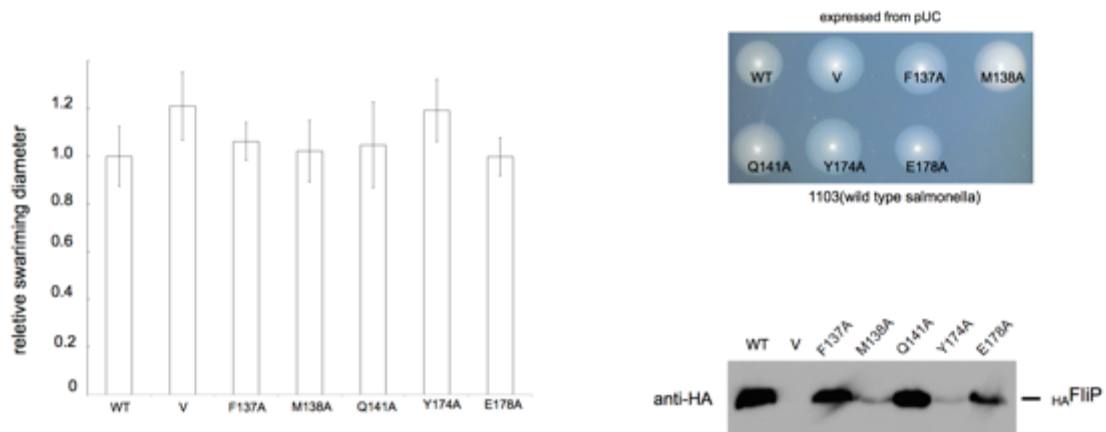 expressed from pUC
WT V F137A M138A
Q141A Y174A E178A
1103(wild type salmonella)
reletive swariming diameter
1.2
1.0
0.8
0.6
0.4
0.2
0
WT V F137A M138A Q141A Y174A E178A
WT V F137A M138A Q141A Y174A E178A
anti-HA
HAFliP